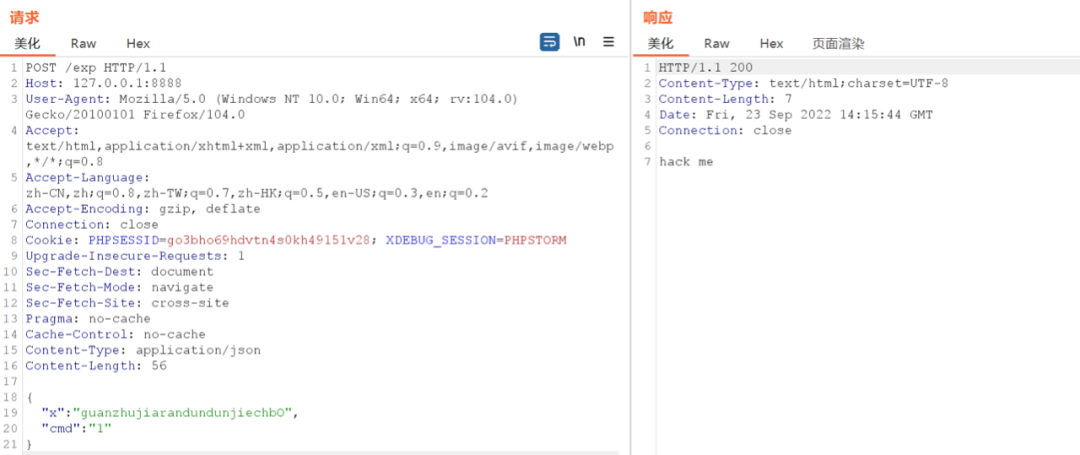 请求
美化 Raw Hex \n
1 POST /exp HTTP/1.1
2 Host: 127.0.0.1:8888
3 User-Agent: Mozilla/5.0 (Windows NT 10.0; Win64; x64; rv:104.0)
Gecko/20100101 Firefox/104.0
4 Accept:
text/html,application/xhtml+xml,application/xml;q=0.9,image/avif,image/webp
,*/*;q=0.8
5 Accept-Language:
zh-CN,zh;q=0.8,zh-TW;q=0.7,zh-HK;q=0.5,en-US;q=0.3,en;q=0.2
6 Accept-Encoding: gzip, deflate
7 Connection: close
8 Cookie: PHPSESSID=go3bho69hdvtn4s0kh49151v28; XDEBUG_SESSION=PHPSTORM
9 Upgrade-Insecure-Requests: 1
10 Sec-Fetch-Dest: document
11 Sec-Fetch-Mode: navigate
12 Sec-Fetch-Site: cross-site
13 Pragma: no-cache
14 Cache-Control: no-cache
15 Content-Type: application/json
16 Content-Length: 56
17
18 {
19 "x":"guanzhujiarandundunjiechbO",
20 "cmd":"1"
21 }
响应
美化 Raw Hex 页面渲染
1 HTTP/1.1 200
2 Content-Type: text/html;charset=UTF-8
3 Content-Length: 7
4 Date: Fri, 23 Sep 2022 14:15:44 GMT
5 Connection: close
6
7 hack me